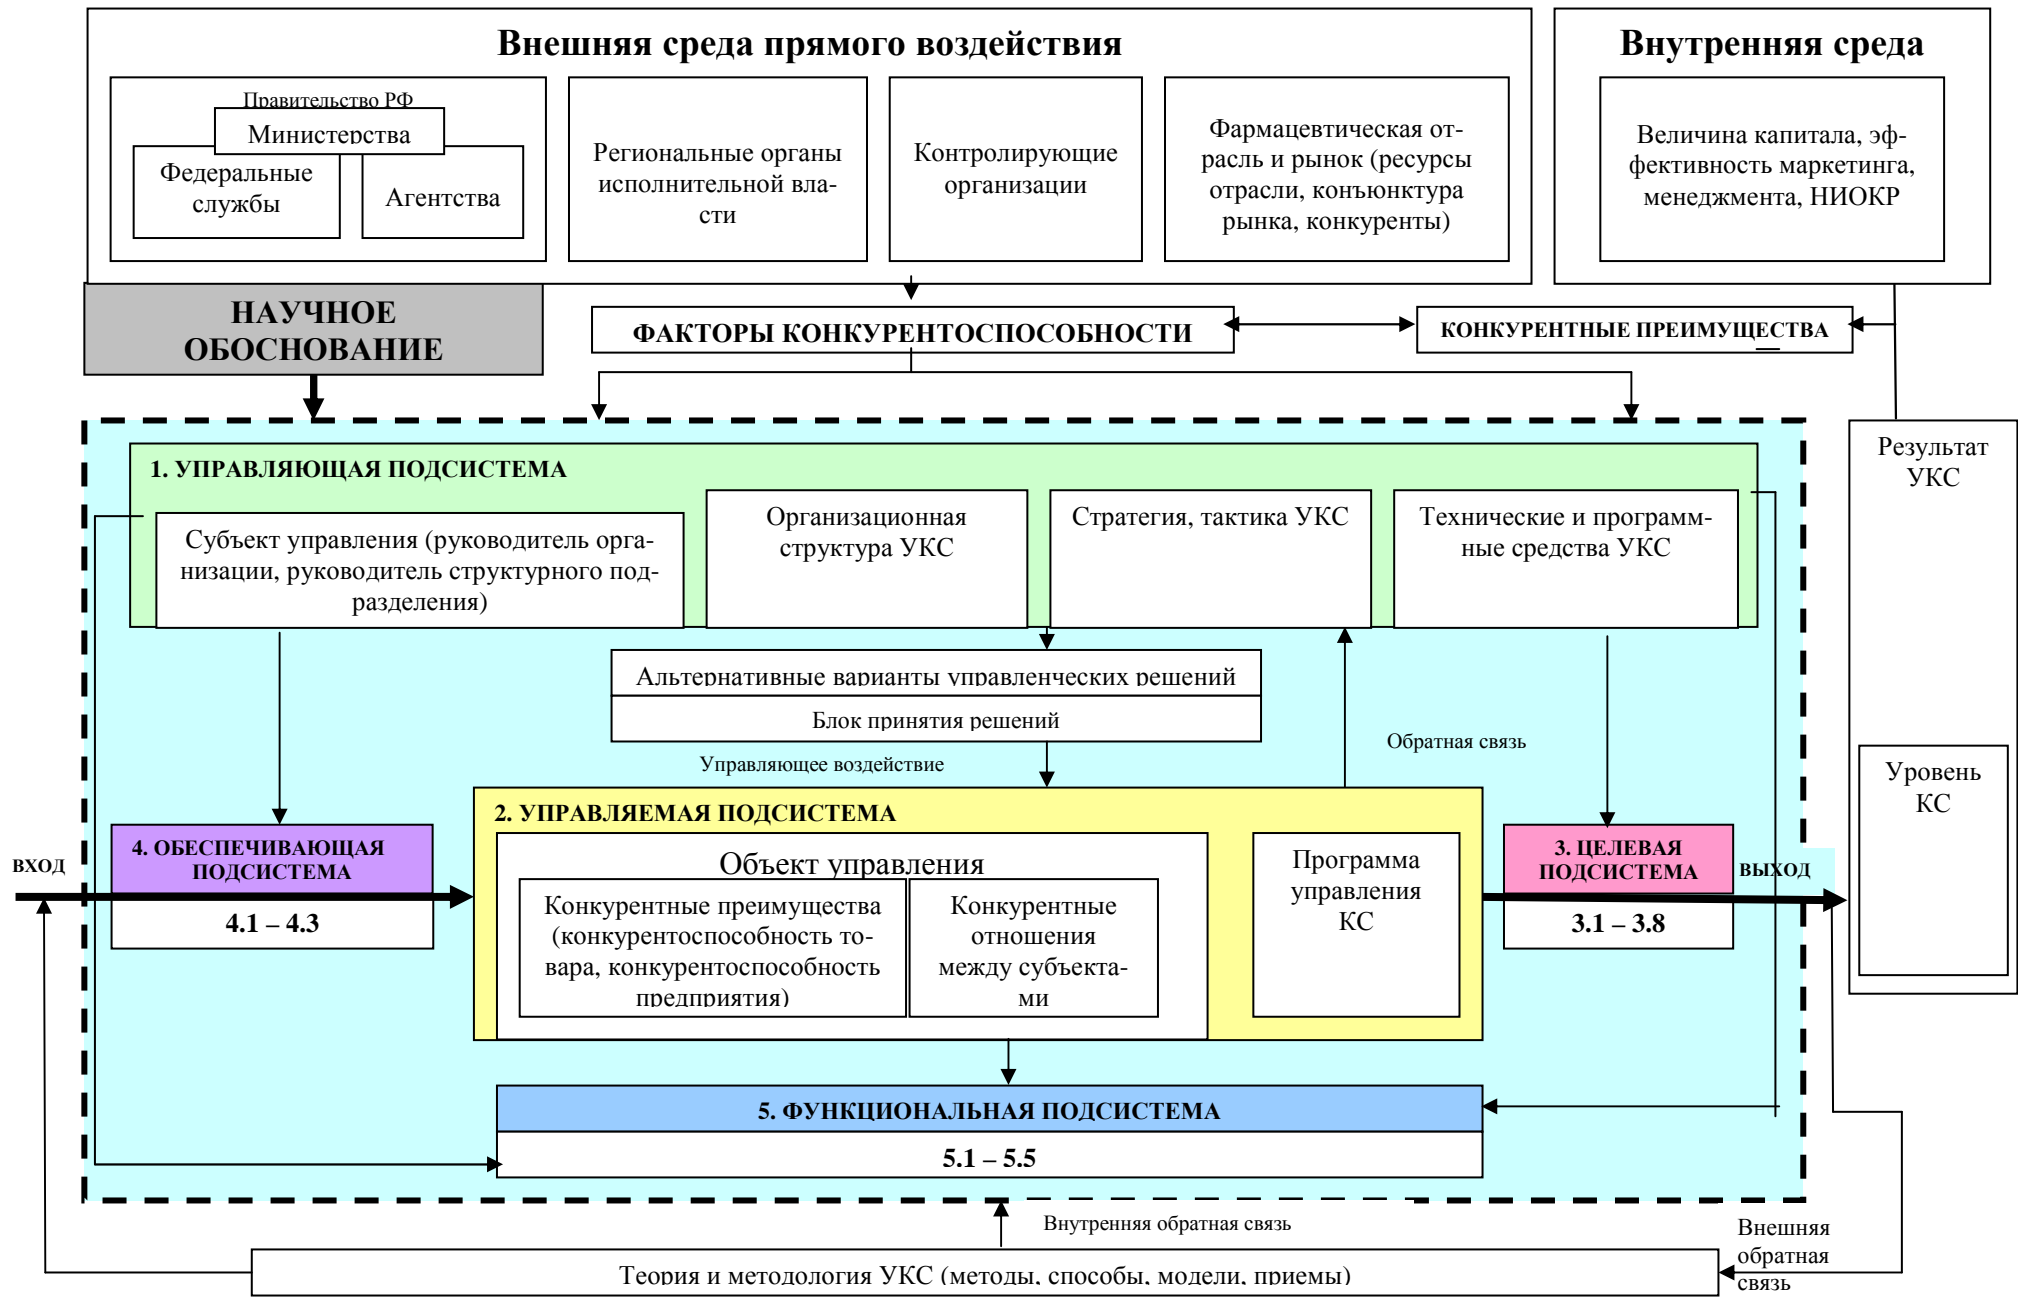 Внешняя среда прямого воздействия
Внутренняя среда
Правительство РФ
Министерства
Федеральные
службы
Агентства
Региональные органы
исполнительной вла-
сти
Контролирующие
организации
Фармацевтическая от-
расль и рынок (ресурсы
отрасли, конъюнктура
рынка, конкуренты)
Величина капитала, эф-
фективность маркетинга,
менеджмента, НИОКР
НАУЧНОЕ
ОБОСНОВАНИЕ
ФАКТОРЫ КОНКУРЕНТОСПОСОБНОСТИ
КОНКУРЕНТНЫЕ ПРЕИМУЩЕСТВА
1. УПРАВЛЯЮЩАЯ ПОДСИСТЕМА
Субъект управления (руководитель орга-
низации, руководитель структурного под-
разделения)
Организационная
структура УКС
Стратегия, тактика УКС
Технические и программ-
ные средства УКС
Результат
УКС
Альтернативные варианты управленческих решений
Блок принятия решений
Управляющее воздействие
Обратная связь
Уровень
КС
2. УПРАВЛЯЕМАЯ ПОДСИСТЕМА
Объект управления
Конкурентные преимущества
(конкурентоспособность то-
вара, конкурентоспособность
предприятия)
Конкурентные
отношения
между субъекта-
ми
Программа
управления
КС
ВХОД
4. ОБЕСПЕЧИВАЮЩАЯ
ПОДСИСТЕМА
4.1 – 4.3
3. ЦЕЛЕВАЯ
ПОДСИСТЕМА
3.1 – 3.8
ВЫХОД
5. ФУНКЦИОНАЛЬНАЯ ПОДСИСТЕМА
5.1 – 5.5
Внутренняя обратная связь
Внешняя
обратная
связь
Теория и методология УКС (методы, способы, модели, приемы)